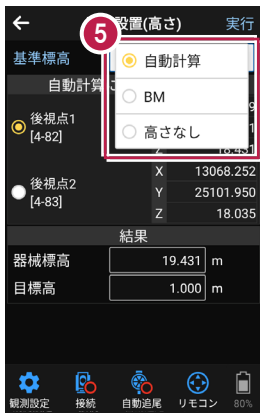 設置(高さ)
実行
5
基準標高
自動計算
BM
高さなし
自動計算
後視点1
[4-82]
Z 18.431
後視点2
[4-83]
X 13068.252
Y 25101.950
Z 18.035
結果
器械標高 19.431 m
目標高 1.000 m
観測設定 接続 自動追尾 リモコン 80%